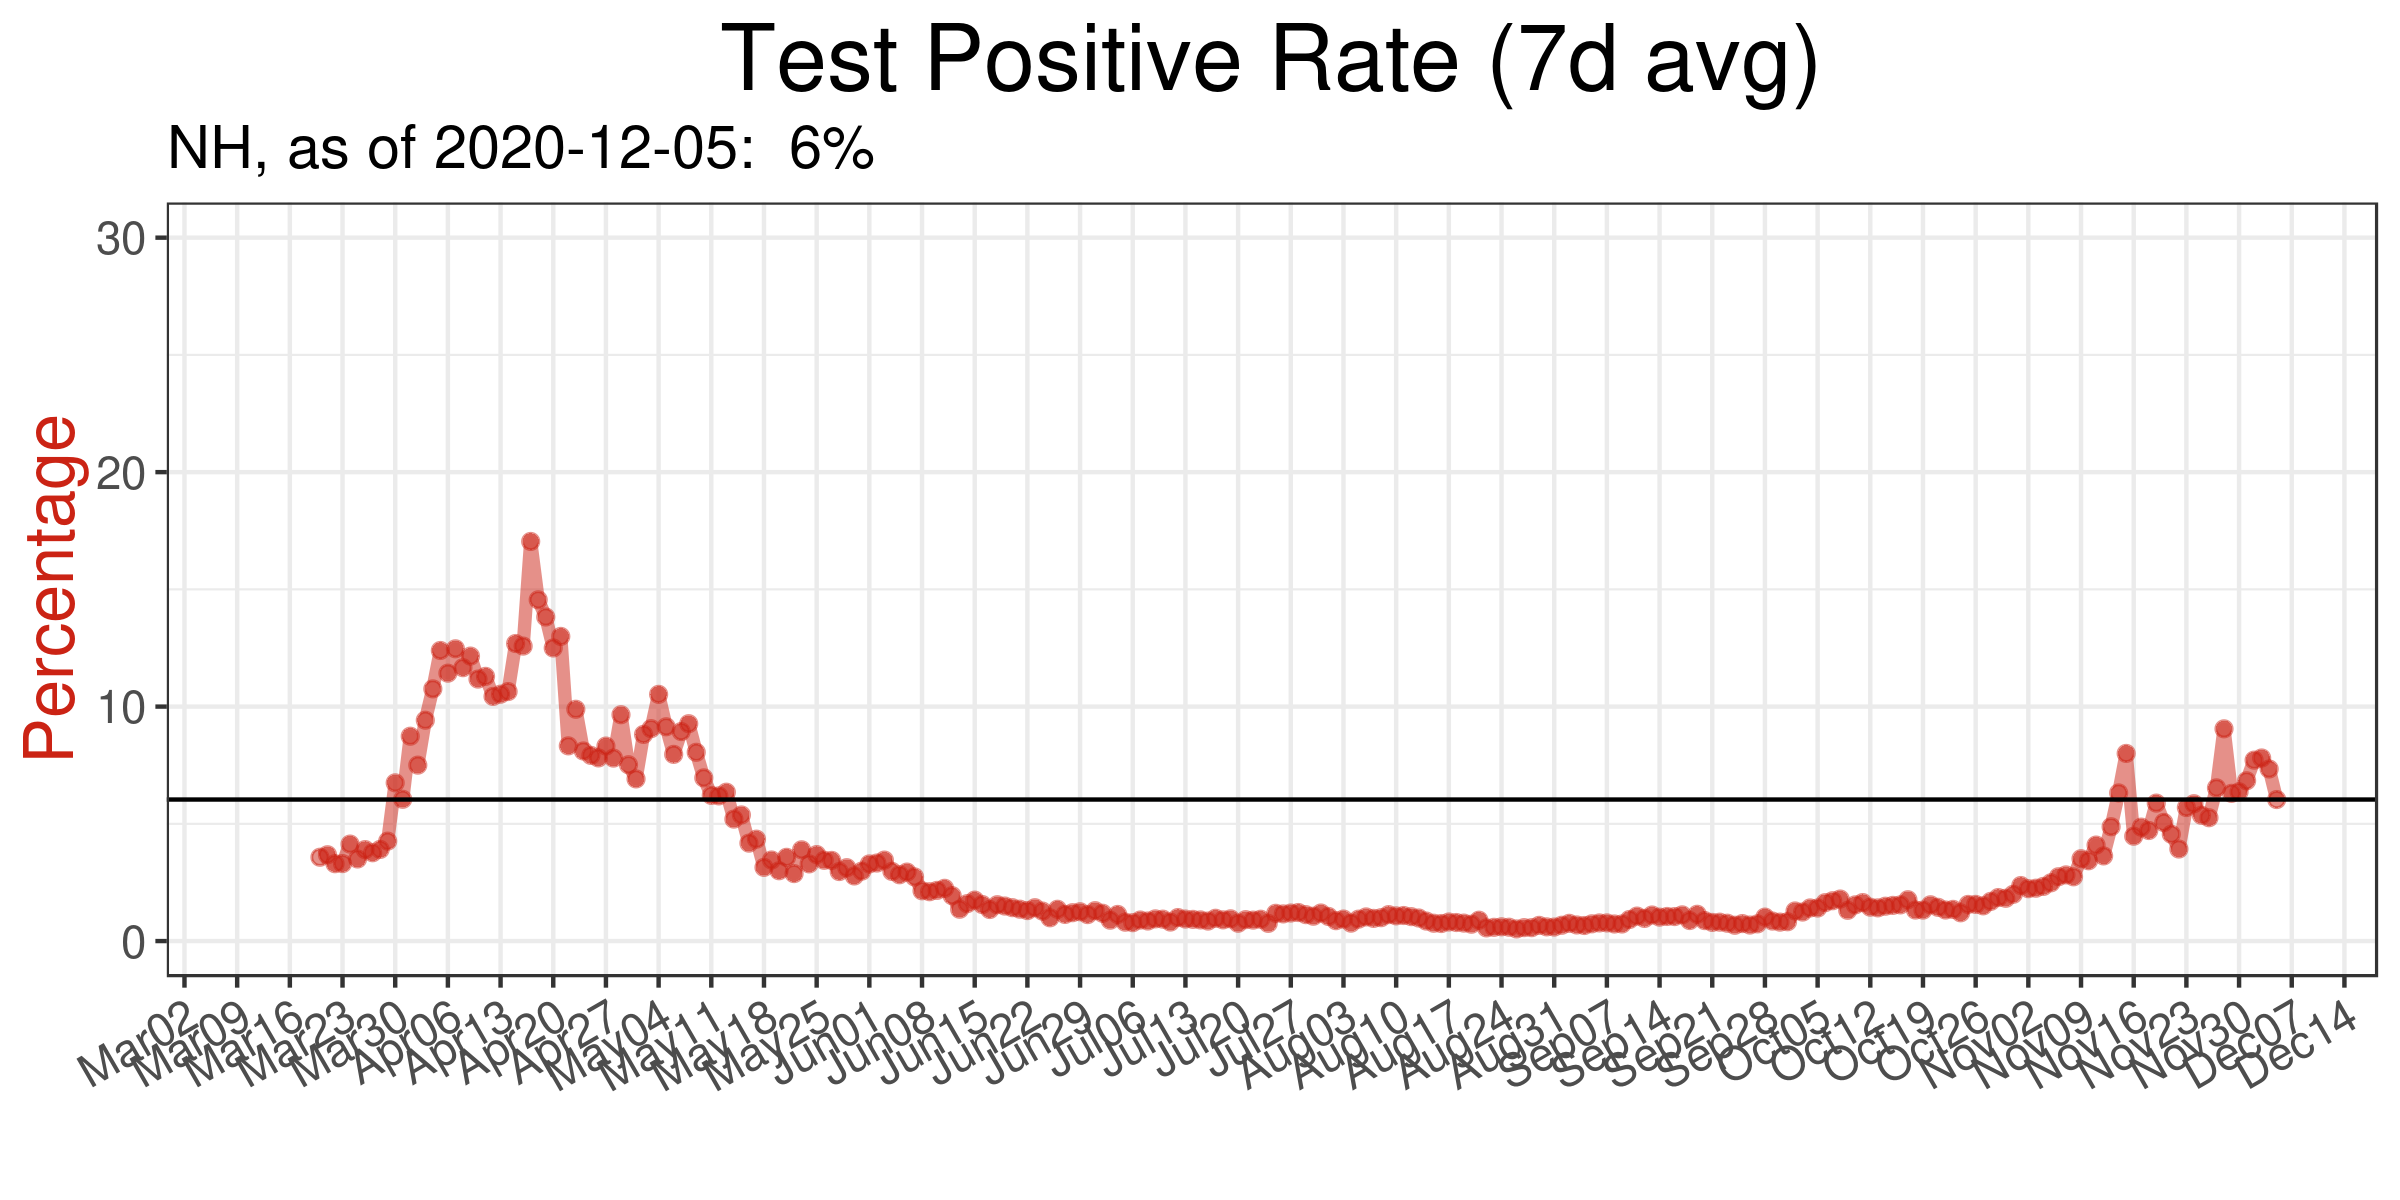 Test Positive Rate (7d avg)
NH, as of 2020-12-05:  6%
Percentage
30
20
10
0
Mar02
Mar09
Mar16
Mar23
Mar30
Apr06
Apr13
Apr20
Apr27
May04
May11
May18
May25
Jun01
Jun08
Jun15
Jun22
Jun29
Jul06
Jul13
Jul20
Jul27
Aug03
Aug10
Aug17
Aug24
Aug31
Sep07
Sep14
Sep21
Sep28
Oct05
Oct12
Oct19
Oct26
Nov02
Nov09
Nov16
Nov23
Nov30
Dec07
Dec14